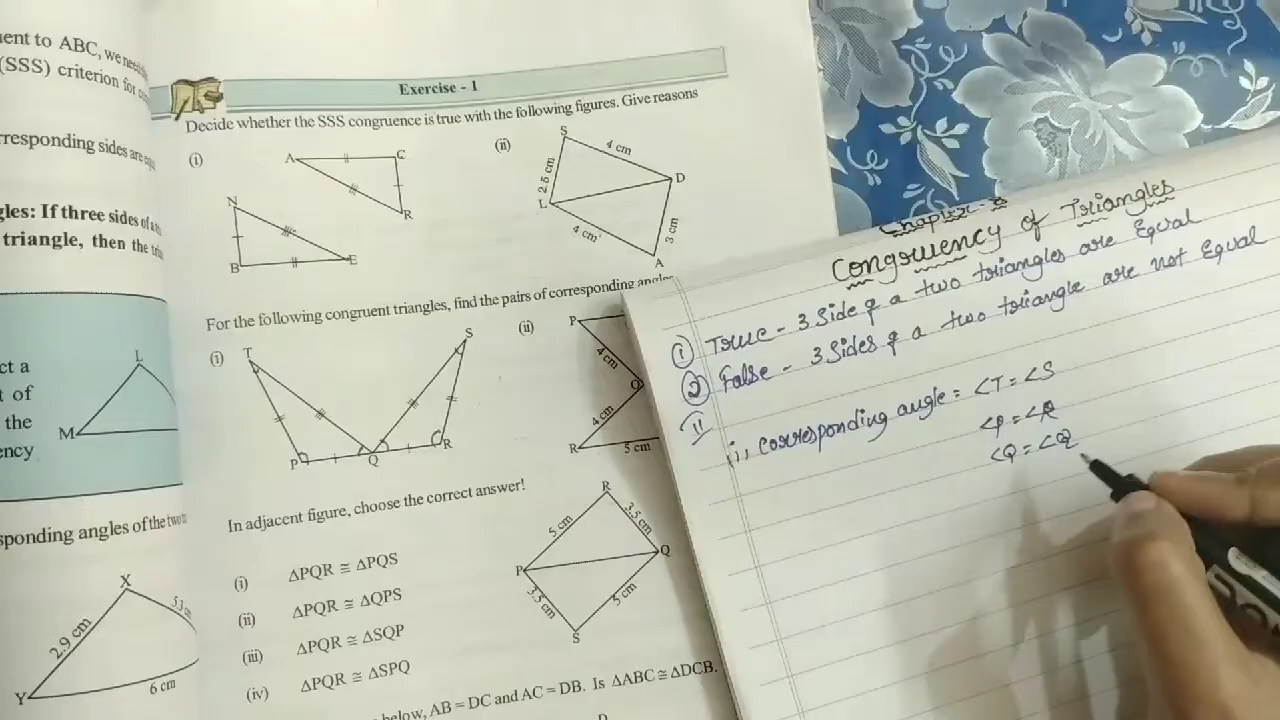 ent to ABC, we need
(SSS) criterion for
rresponding sides are
gles: If three sides of
triangle, then the
ct a
t of
the
ency
L
M
sponding angles of the two
X
Y
2.9 cm
5.3
6 cm
Exercise - 1
Decide whether the SSS congruence is true with the following figures. Give reasons
(i)
A
C
R
N
B
E
(ii)
S
4 cm
D
2.5 cm
L
4 cm
3 cm
A
For the following congruent triangles, find the pairs of corresponding angles
(i)
T
S
P
Q
R
(ii)
P
4 cm
Q
4 cm
R
5 cm
In adjacent figure, choose the correct answer!
(i) ΔPQR ≅ ΔPQS
(ii) ΔPQR ≅ ΔQPS
(iii) ΔPQR ≅ ΔSQP
(iv) ΔPQR ≅ ΔSPQ
R
5 cm
3.5 cm
P
Q
3.5 cm
5 cm
S
below, AB = DC and AC = DB. Is ΔABC ≅ ΔDCB.
D
Congruency of Triangles
① True - 3 Side of a two triangles are Equal
② False - 3 Sides of a two triangle are not Equal
II
i, corresponding angle = ∠T = ∠S
∠P = ∠R
∠Q = ∠Q